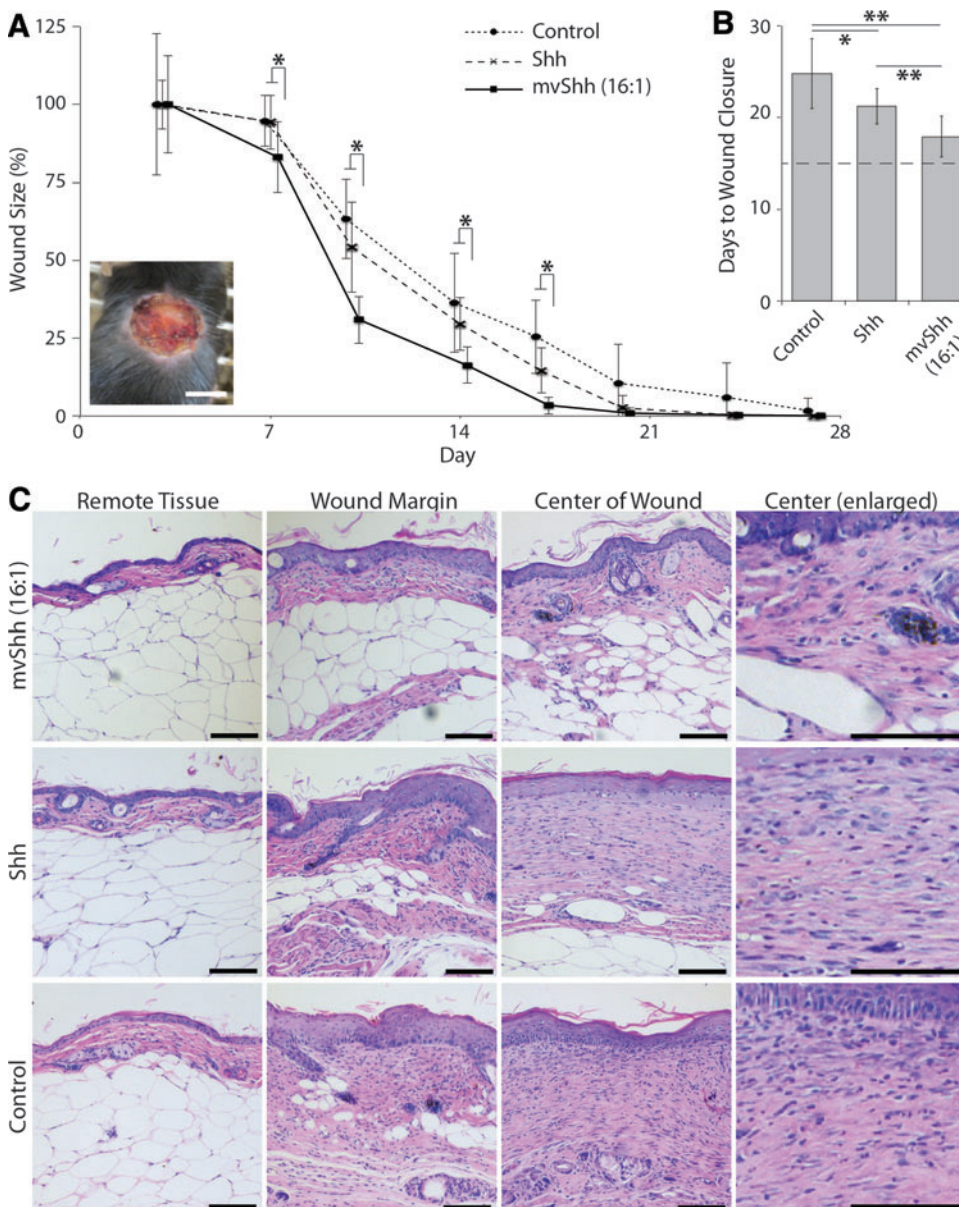 A
125
100
75
50
25
0
Wound Size (%)
0
7
14
21
28
Day
Control
Shh
mvShh (16:1)
*
*
*
*
B
30
20
10
0
Days to Wound Closure
**
*
**
Control
Shh
mvShh
(16:1)
C
Remote Tissue
Wound Margin
Center of Wound
Center (enlarged)
mvShh (16:1)
Shh
Control